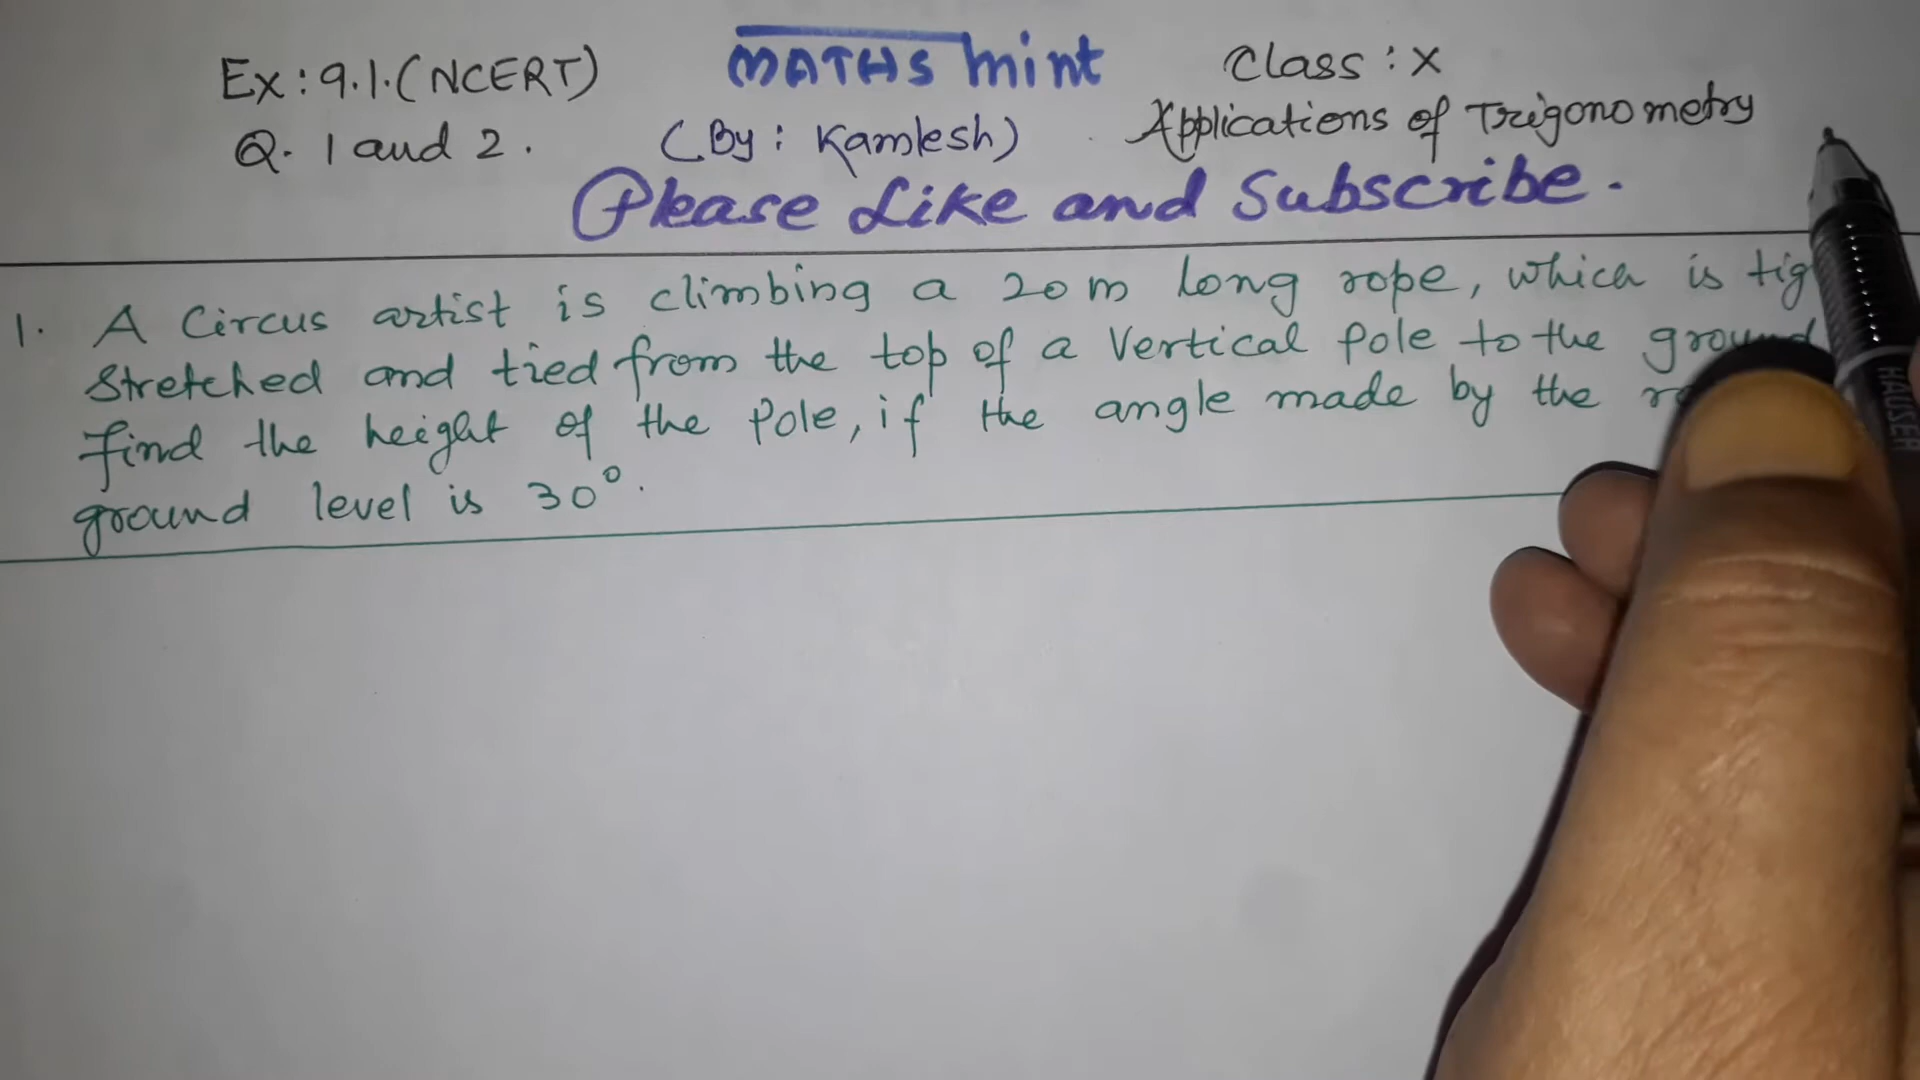 Ex: 9.1. (NCERT)
MATHS mint
Class : X
Q. 1 and 2.
(By : Kamlesh)
Applications of Trigonometry
Please Like and Subscribe.
1. A Circus artist is climbing a 20m long rope, which is
Stretched and tied from the top of a Vertical Pole to the ground
find the height of the Pole, if the angle made by the
ground level is 30°.
HAUSER